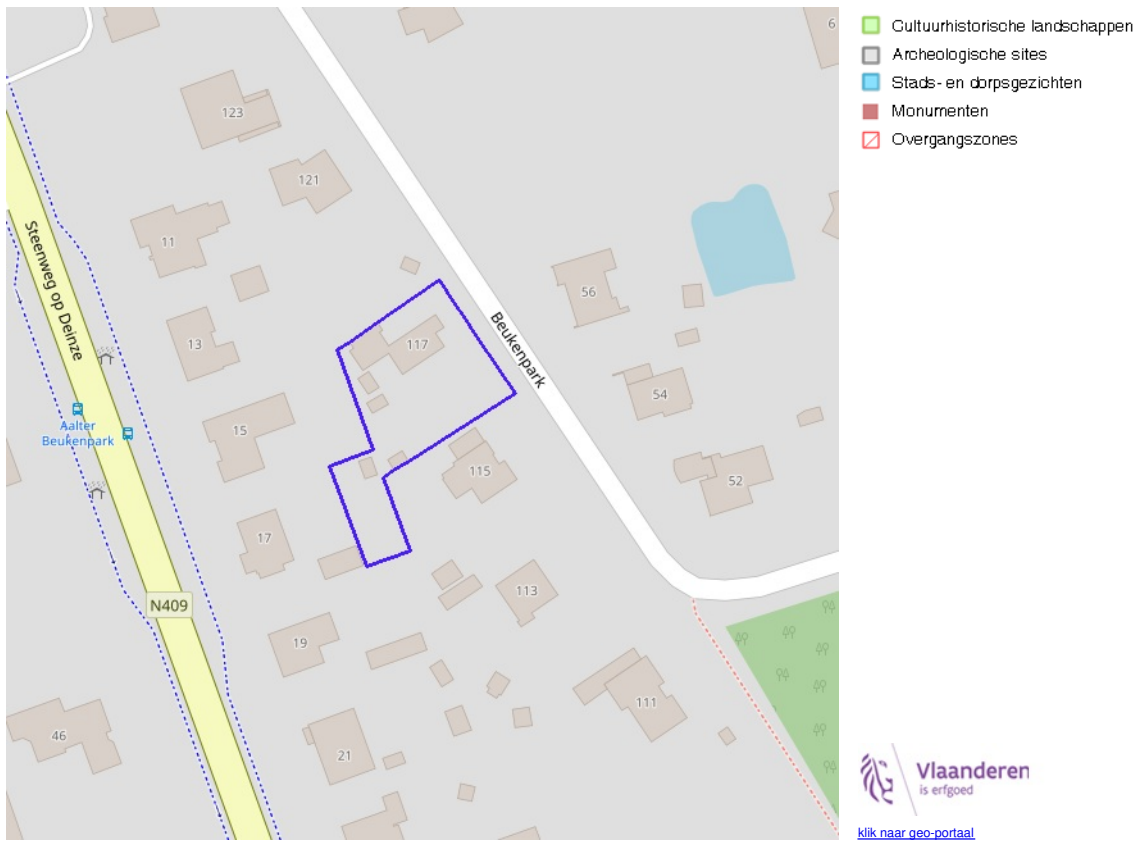 6
123
121
11
Steenweg op Deinze
56
13
117
Beukenpark
54
Aalter
Beukenpark
15
115
52
17
113
N409
19
111
46
21
Cultuurhistorische landschappen
Archeologische sites
Stads- en dorpsgezichten
Monumenten
Overgangszones
Vlaanderen
is erfgoed
klik naar geo-portaal